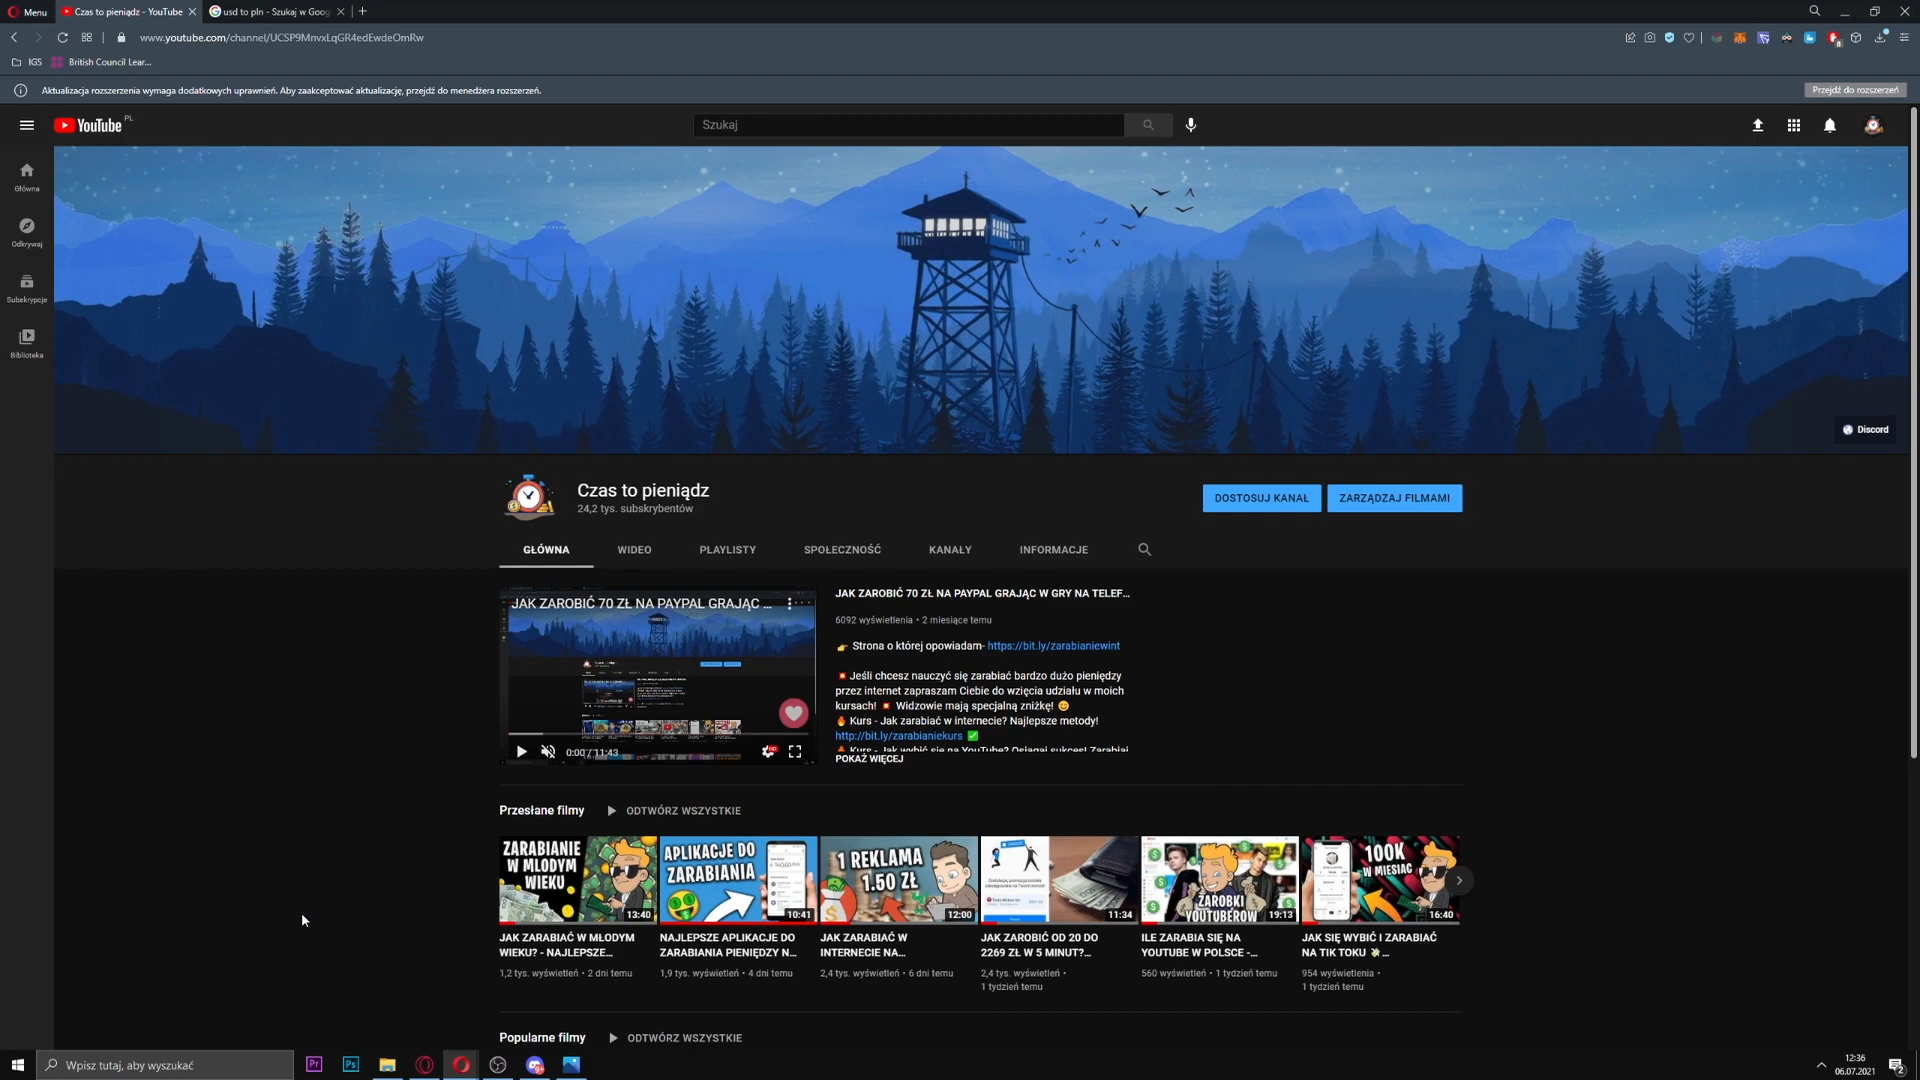 Menu
Czas to pieniądz - YouTube
usd to pln - Szukaj w Goog
www.youtube.com/channel/UCSP9MnvxLqGR4edEwdeOmRw
IGS
British Council Lear...
Aktualizacja rozszerzenia wymaga dodatkowych uprawnień. Aby zaakceptować aktualizację, przejdź do menedżera rozszerzeń.
Przejdź do rozszerzeń
YouTube PL
Szukaj
Główna
Odkrywaj
Subskrypcje
Biblioteka
Discord
Czas to pieniądz
24,2 tys. subskrybentów
DOSTOSUJ KANAŁ
ZARZĄDZAJ FILMAMI
GŁÓWNA
WIDEO
PLAYLISTY
SPOŁECZNOŚĆ
KANAŁY
INFORMACJE
JAK ZAROBIĆ 70 ZŁ NA PAYPAL GRAJĄC ...
0:00 / 11:43
JAK ZAROBIĆ 70 ZŁ NA PAYPAL GRAJĄC W GRY NA TELEF...
6092 wyświetlenia • 2 miesiące temu
👉 Strona o której opowiadam- https://bit.ly/zarabianiewint
💥 Jeśli chcesz nauczyć się zarabiać bardzo dużo pieniędzy
przez internet zapraszam Ciebie do wzięcia udziału w moich
kursach! 💥 Widzowie mają specjalną zniżkę! 😊
🔥 Kurs - Jak zarabiać w internecie? Najlepsze metody!
http://bit.ly/zarabianiekurs ✅
🔥 Kurs - Jak wybić się na YouTube? Osiągaj sukces! Zarabiaj
POKAŻ WIĘCEJ
Przesłane filmy
ODTWÓRZ WSZYSTKIE
ZARABIANIE
W MŁODYM
WIEKU?
13:40
APLIKACJE DO
ZARABIANIA
10:41
1 REKLAMA
1.50 ZŁ
12:00
11:34
ZAROBKI
YOUTUBERÓW
19:13
100K
W MIESIĄC
16:40
JAK ZARABIAĆ W MŁODYM
WIEKU? - NAJLEPSZE...
1,2 tys. wyświetleń • 2 dni temu
NAJLEPSZE APLIKACJE DO
ZARABIANIA PIENIĘDZY N...
1,9 tys. wyświetleń • 4 dni temu
JAK ZARABIAĆ W
INTERNECIE NA...
2,4 tys. wyświetleń • 6 dni temu
JAK ZAROBIĆ OD 20 DO
2269 ZŁ W 5 MINUT?...
2,4 tys. wyświetleń •
1 tydzień temu
ILE ZARABIA SIĘ NA
YOUTUBE W POLSCE -...
560 wyświetleń • 1 tydzień temu
JAK SIĘ WYBIĆ I ZARABIAĆ
NA TIK TOKU 💸 ...
954 wyświetlenia •
1 tydzień temu
Popularne filmy
ODTWÓRZ WSZYSTKIE
Wpisz tutaj, aby wyszukać
Pr
Ps
12:36
06.07.2021
2